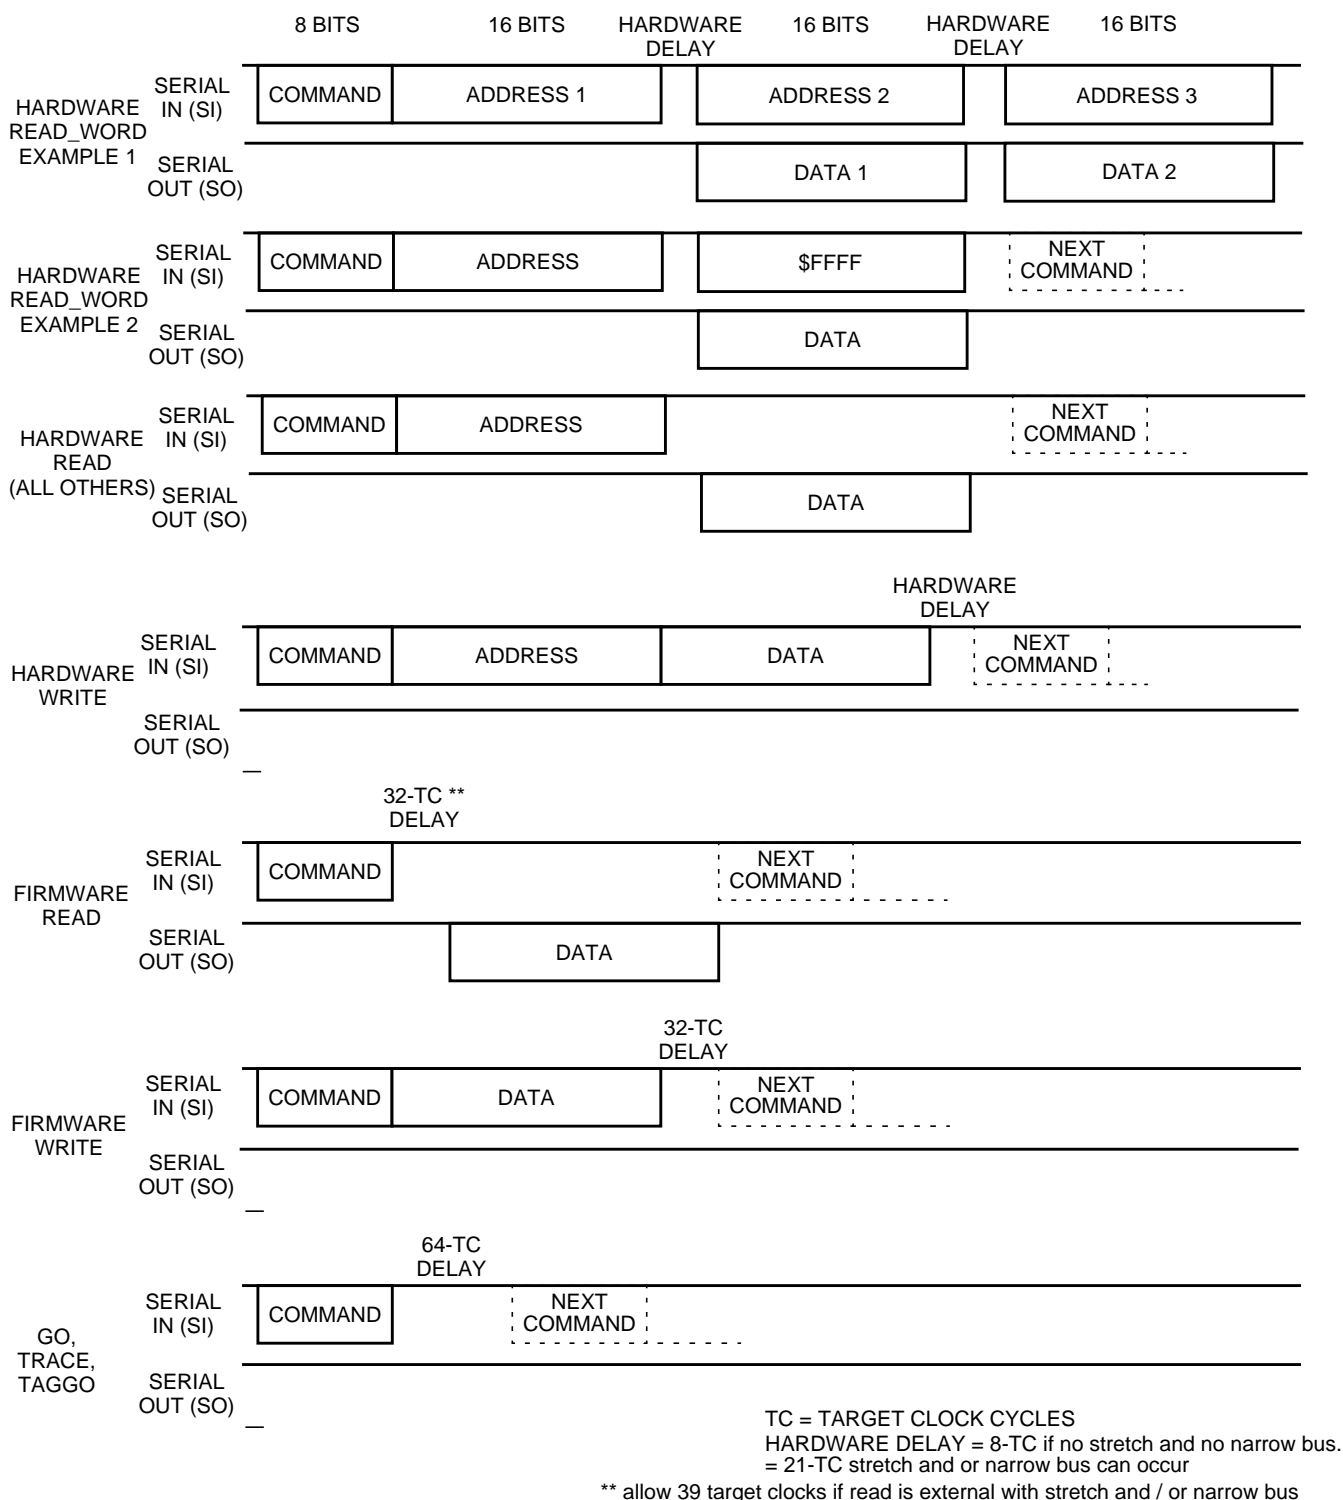 8 BITS 16 BITS HARDWARE DELAY 16 BITS HARDWARE DELAY 16 BITS
HARDWARE
READ_WORD
EXAMPLE 1
SERIAL
IN (SI)
COMMAND ADDRESS 1 ADDRESS 2 ADDRESS 3
SERIAL
OUT (SO)
DATA 1 DATA 2
HARDWARE
READ_WORD
EXAMPLE 2
SERIAL
IN (SI)
COMMAND ADDRESS $FFFF
NEXT
COMMAND
SERIAL
OUT (SO)
DATA
HARDWARE
READ
(ALL OTHERS)
SERIAL
IN (SI)
COMMAND ADDRESS
NEXT
COMMAND
SERIAL
OUT (SO)
DATA
HARDWARE
DELAY
HARDWARE
WRITE
SERIAL
IN (SI)
COMMAND ADDRESS DATA
NEXT
COMMAND
SERIAL
OUT (SO)
32-TC **
DELAY
FIRMWARE
READ
SERIAL
IN (SI)
COMMAND
NEXT
COMMAND
SERIAL
OUT (SO)
DATA
32-TC
DELAY
FIRMWARE
WRITE
SERIAL
IN (SI)
COMMAND DATA
NEXT
COMMAND
SERIAL
OUT (SO)
64-TC
DELAY
GO,
TRACE,
TAGGO
SERIAL
IN (SI)
COMMAND
NEXT
COMMAND
SERIAL
OUT (SO)
TC = TARGET CLOCK CYCLES
HARDWARE DELAY = 8-TC if no stretch and no narrow bus.
= 21-TC stretch and or narrow bus can occur
** allow 39 target clocks if read is external with stretch and / or narrow bus